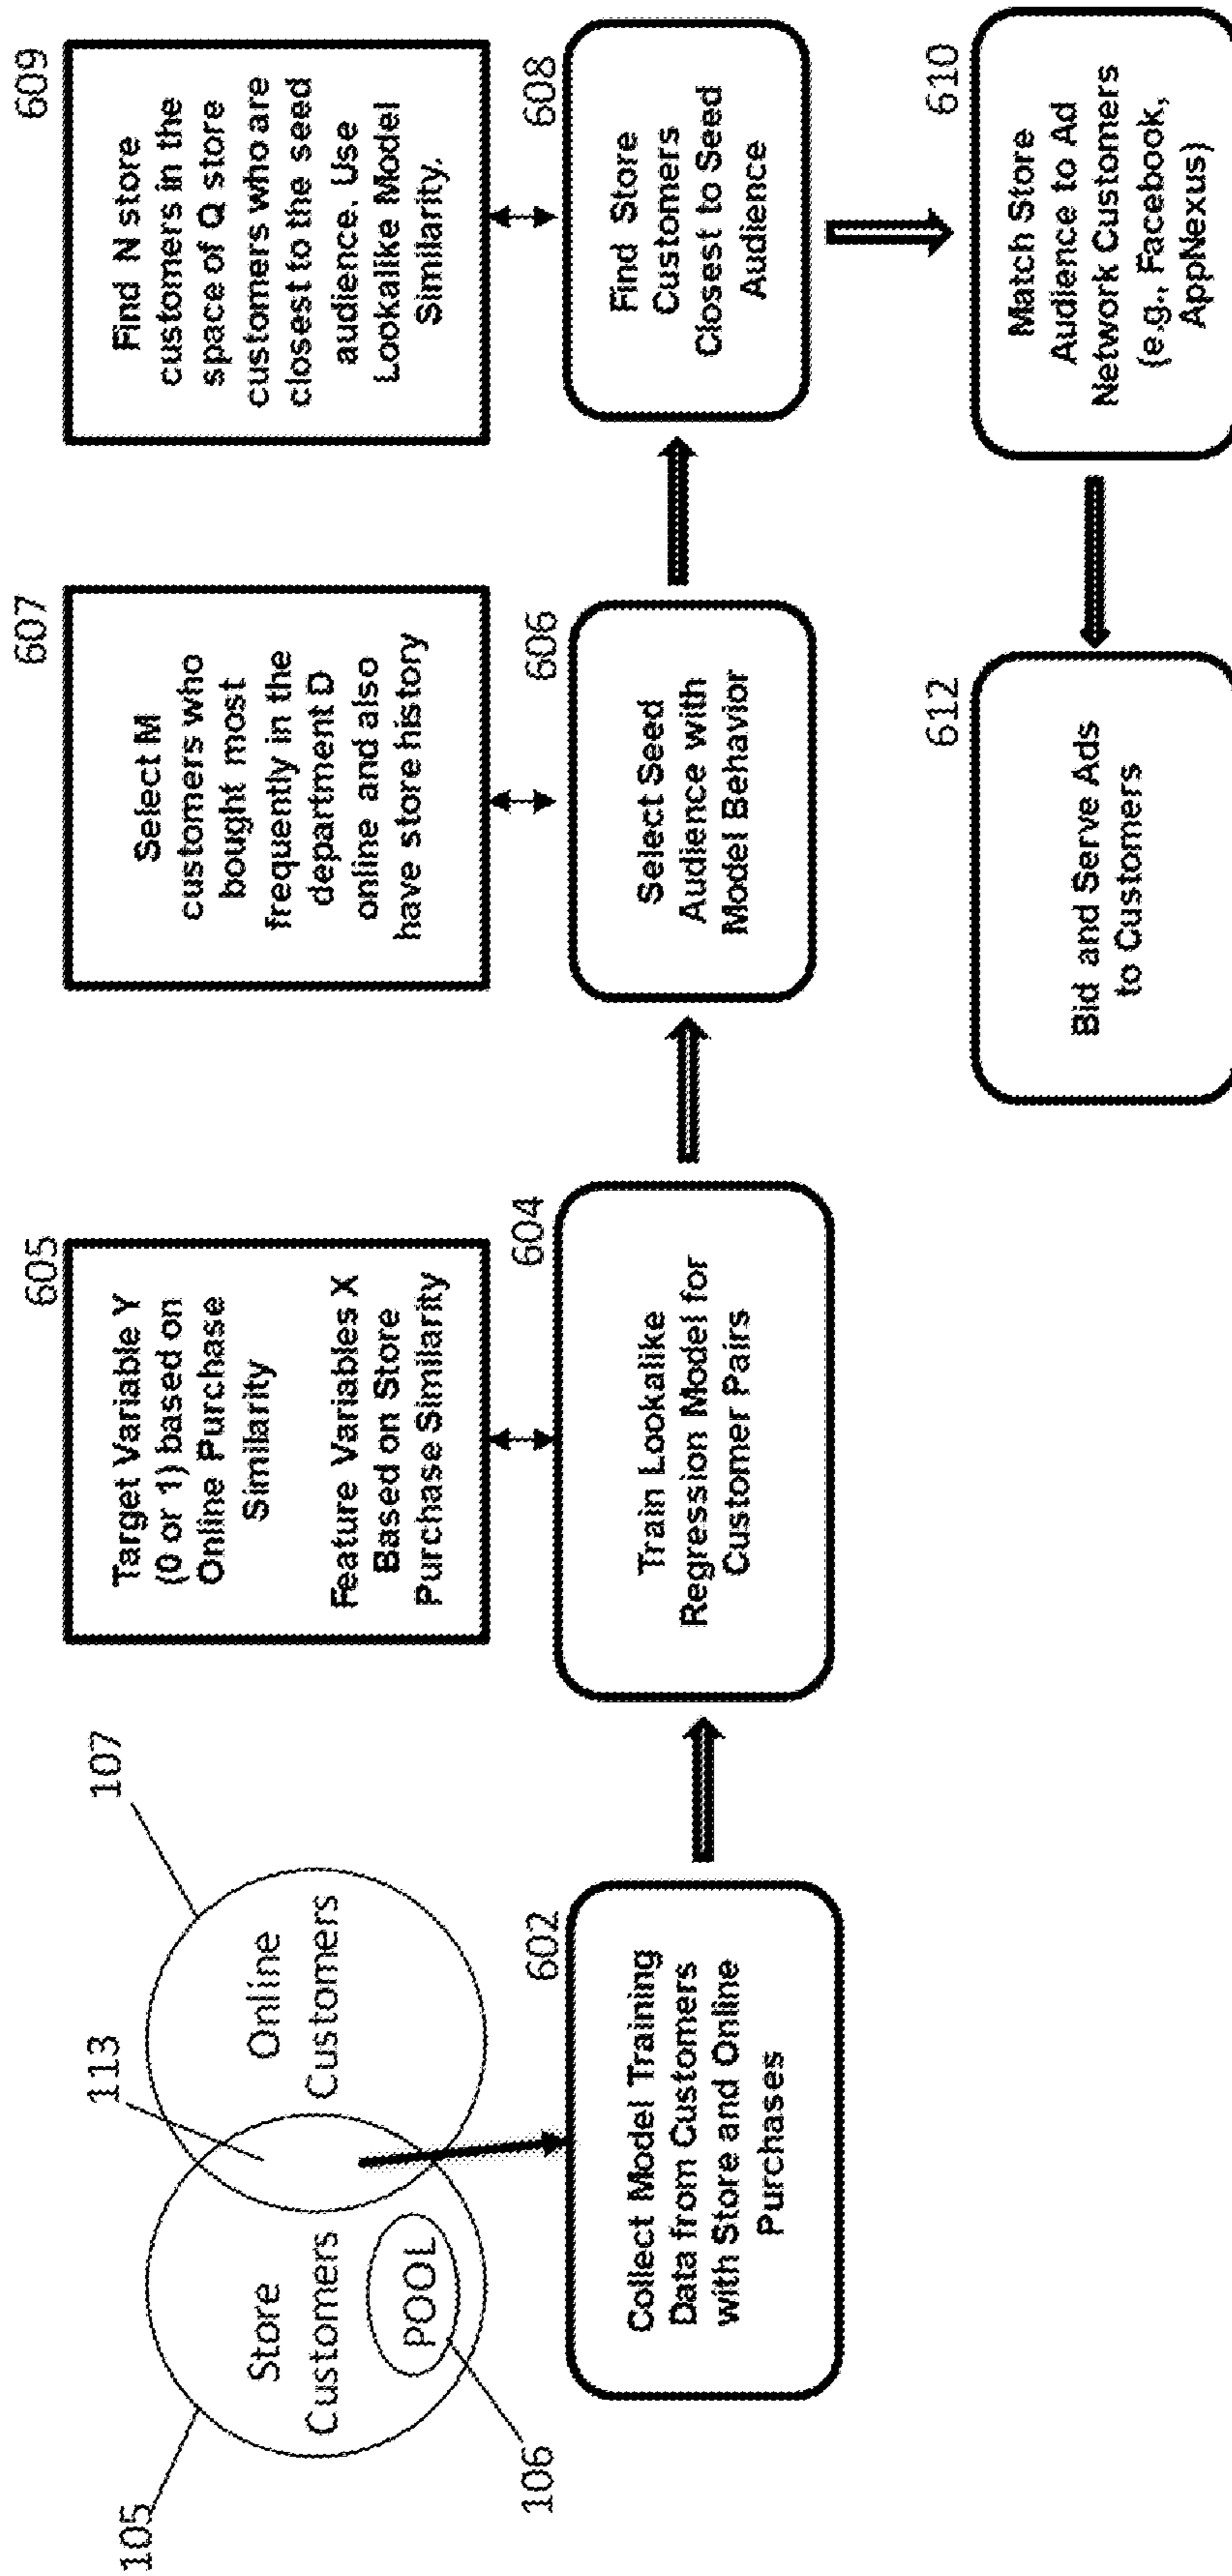 105
Store
Customers
POOL
106
113
Online
Customers
107
602
Collect Model Training
Data from Customers
with Store and Online
Purchases
605
Target Variable Y
(0 or 1) based on
Online Purchase
Similarity
Feature Variables X
Based on Store
Purchase Similarity
604
Train Lookalike
Regression Model for
Customer Pairs
607
Select M
customers who
bought most
frequently in the
department D
online and also
have store history
606
Select Seed
Audience with
Model Behavior
609
Find N store
customers in the
space of Q store
customers who are
closest to the seed
audience. Use
Lookalike Model
Similarity.
608
Find Store
Customers
Closest to Seed
Audience
610
Match Store
Audience to Ad
Network Customers
(e.g., Facebook,
AppNexus)
612
Bid and Serve Ads
to Customers